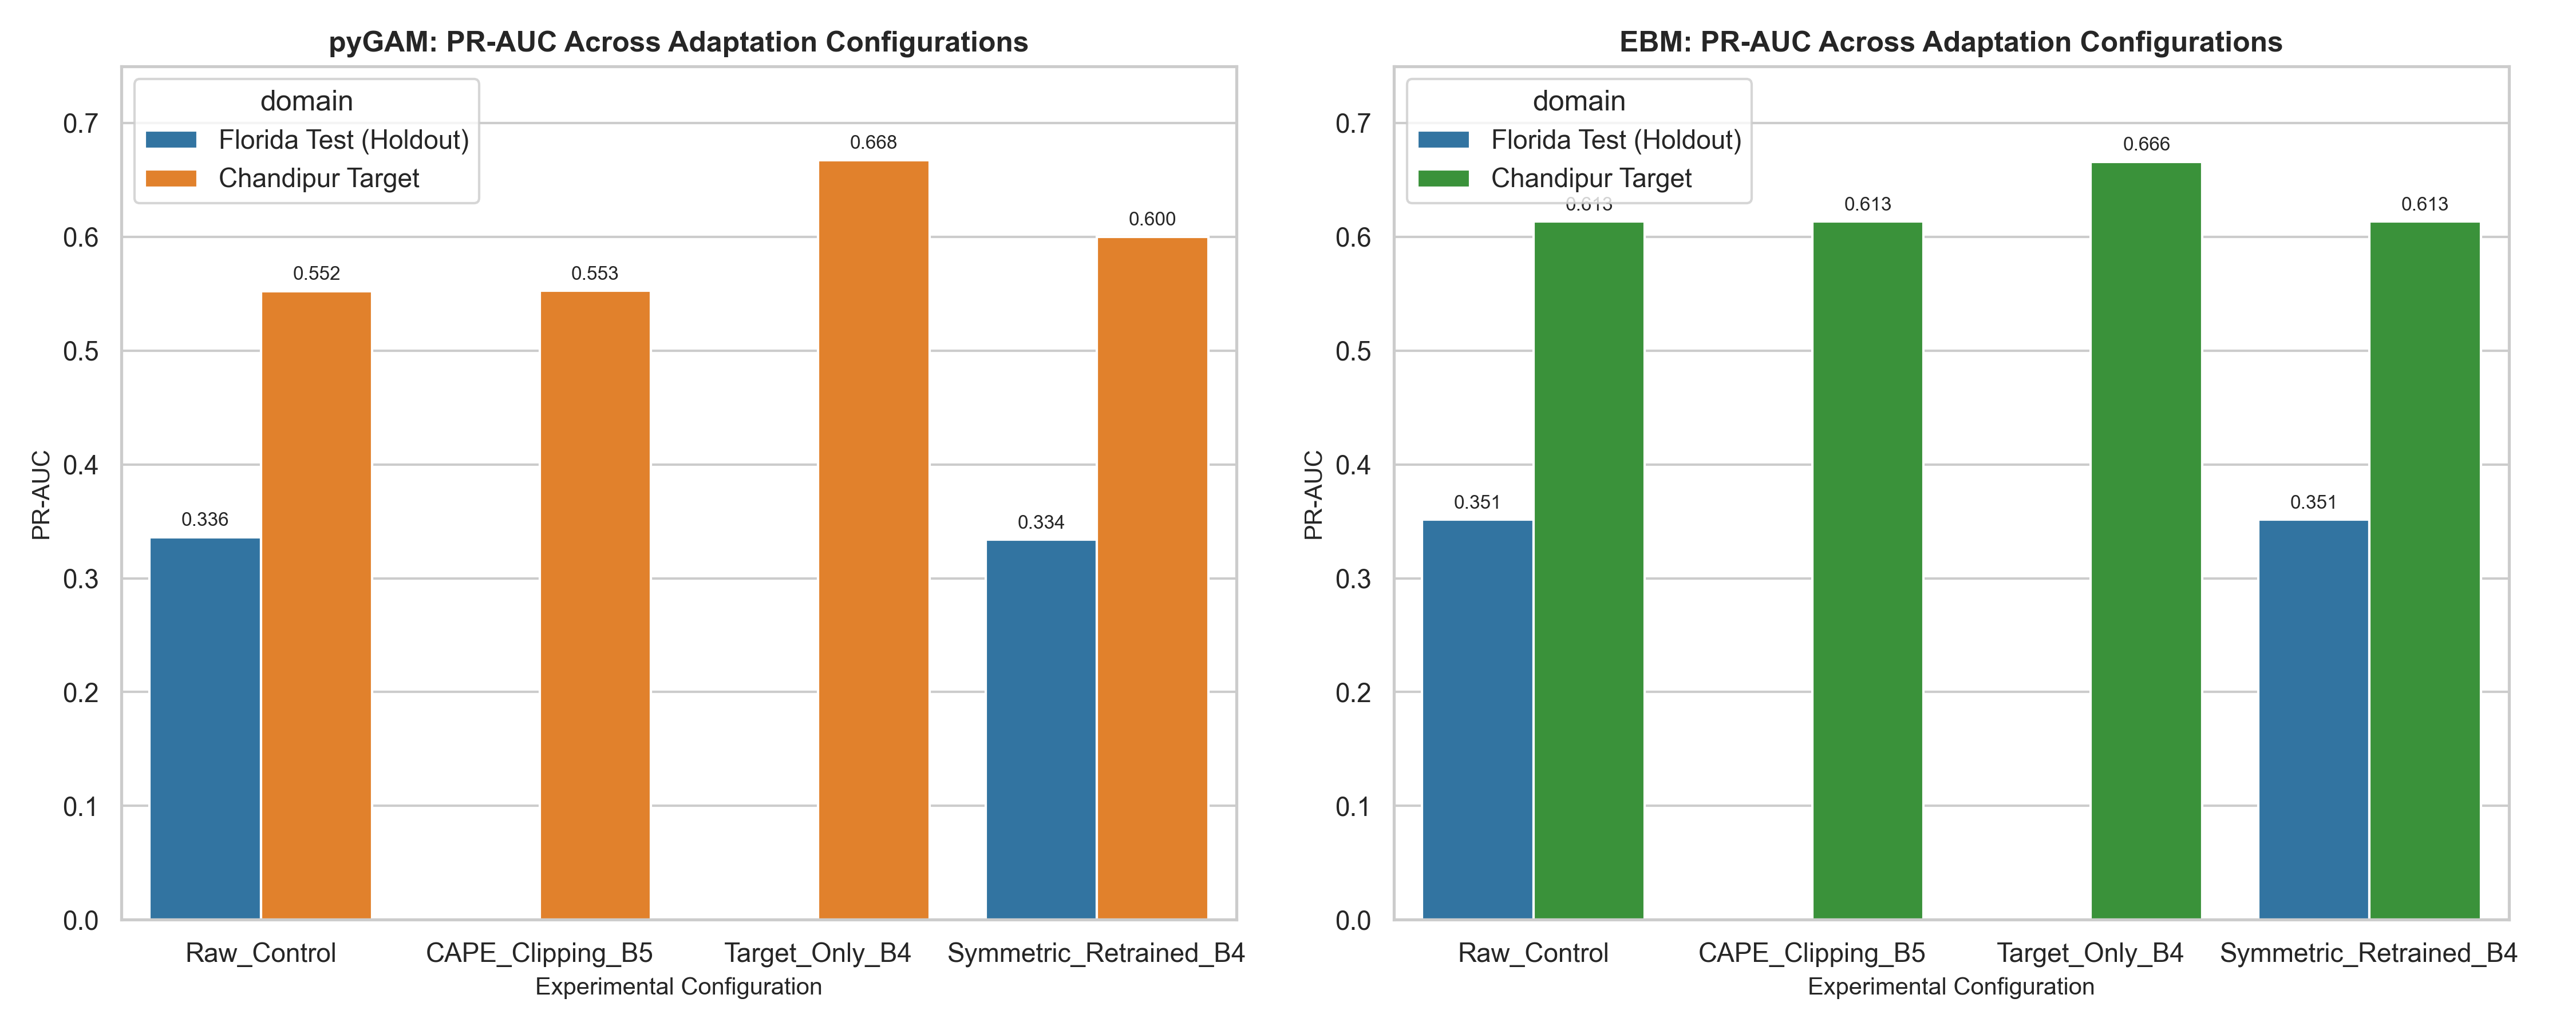 pyGAM: PR-AUC Across Adaptation Configurations
domain
Florida Test (Holdout)
Chandipur Target
PR-AUC
0.7
0.6
0.5
0.4
0.3
0.2
0.1
0.0
0.336
0.552
0.553
0.668
0.334
0.600
Raw_Control
CAPE_Clipping_B5
Target_Only_B4
Symmetric_Retrained_B4
Experimental Configuration
EBM: PR-AUC Across Adaptation Configurations
domain
Florida Test (Holdout)
Chandipur Target
PR-AUC
0.7
0.6
0.5
0.4
0.3
0.2
0.1
0.0
0.351
0.613
0.613
0.666
0.351
0.613
Raw_Control
CAPE_Clipping_B5
Target_Only_B4
Symmetric_Retrained_B4
Experimental Configuration